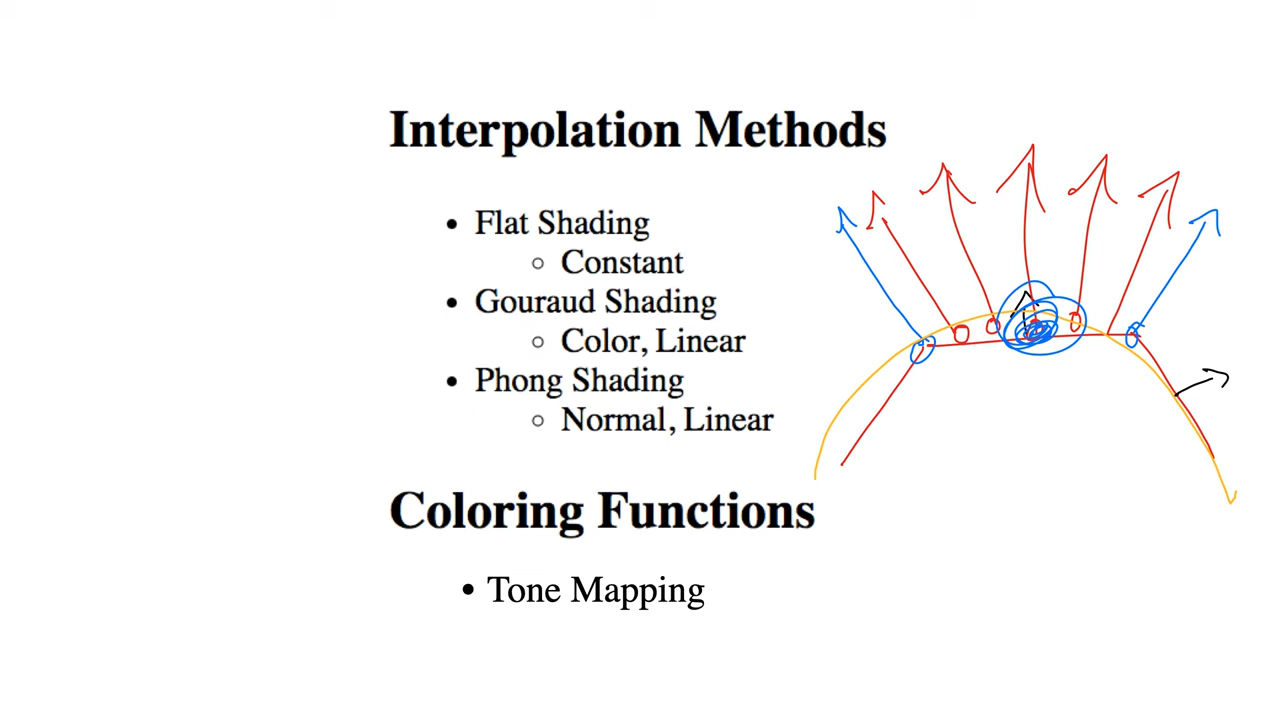 Interpolation Methods
• Flat Shading
○ Constant
• Gouraud Shading
○ Color, Linear
• Phong Shading
○ Normal, Linear
Coloring Functions
• Tone Mapping